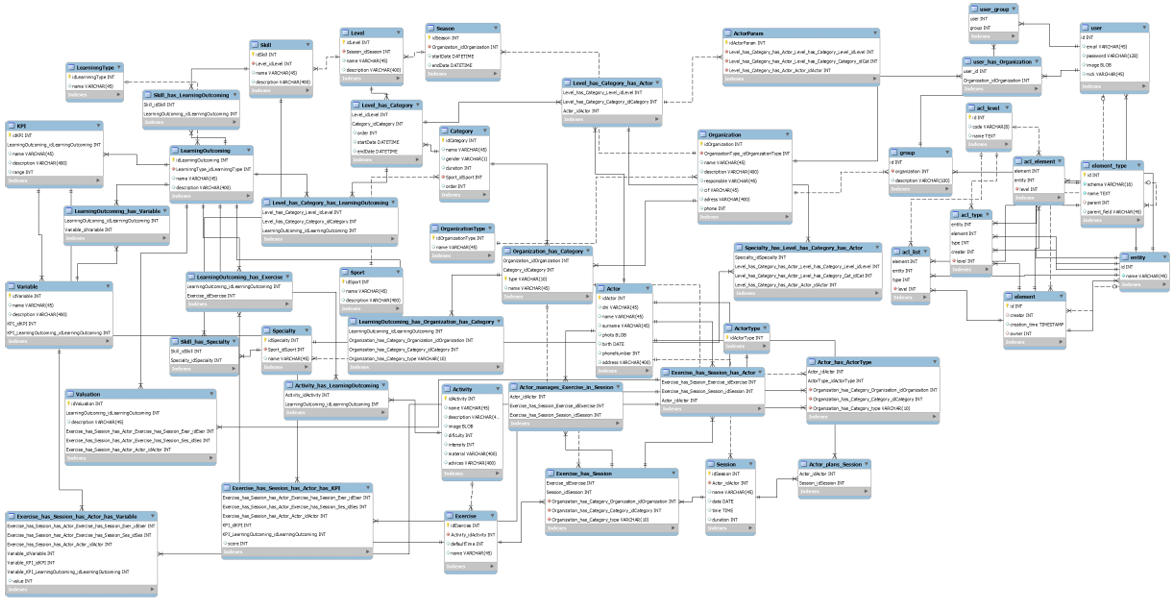 user_group
user INT
group INT
Indexes
user
id INT
email VARCHAR(45)
password VARCHAR(128)
image BLOB
nick VARCHAR(45)
Indexes
Season
idSeason INT
Organization_idOrganization INT
startDate DATETIME
endDate DATETIME
Indexes
Level
idLevel INT
Season_idSeason INT
name VARCHAR(45)
description VARCHAR(400)
Indexes
Skill
idSkill INT
Level_idLevel INT
name VARCHAR(45)
description VARCHAR(400)
Indexes
ActorParam
idActorParam INT
Level_has_Category_has_Actor_Level_has_Category_Level_idLevel INT
Level_has_Category_has_Actor_Actor_idActor INT
Indexes
user_has_Organization
user_id INT
Organization_idOrganization INT
Indexes
LearningType
idLearningType INT
name VARCHAR(45)
Indexes
Skill_has_LearningOutcoming
Skill_idSkill INT
LearningOutcoming_idLearningOutcoming INT
Indexes
Level_has_Category_has_Actor
Level_has_Category_Level_idLevel INT
Level_has_Category_Category_idCategory INT
Actor_idActor INT
Indexes
Level_has_Category
Level_idLevel INT
Category_idCategory INT
order INT
startDate DATETIME
endDate DATETIME
Indexes
acl_level
id INT
code VARCHAR(8)
name TEXT
Indexes
KPI
idKPI INT
LearningOutcoming_idLearningOutcoming INT
name VARCHAR(45)
description VARCHAR(400)
range INT
Indexes
Category
idCategory INT
name VARCHAR(45)
gender VARCHAR(1)
duration INT
Sport_idSport INT
order INT
Indexes
Organization
idOrganization INT
OrganizationType_idOrganizationType INT
name VARCHAR(45)
description VARCHAR(400)
responsable VARCHAR(45)
cif VARCHAR(45)
adress VARCHAR(400)
phone INT
Indexes
LearningOutcoming
idLearningOutcoming INT
LearningType_idLearningType INT
name VARCHAR(45)
description VARCHAR(400)
Indexes
group
id INT
organization INT
description VARCHAR(100)
Indexes
acl_element
element INT
entity INT
level INT
Indexes
element_type
id INT
schema VARCHAR(16)
name TEXT
parent INT
parent_field VARCHAR(45)
Indexes
LearningOutcoming_has_Variable
LearningOutcoming_idLearningOutcoming INT
Variable_idVariable INT
Indexes
Level_has_Category_has_LearningOutcoming
Level_has_Category_Level_idLevel INT
Level_has_Category_Category_idCategory INT
LearningOutcoming_idLearningOutcoming INT
Indexes
OrganizationType
idOrganizationType INT
name VARCHAR(45)
Indexes
acl_type
entity INT
element INT
type INT
creator INT
level INT
Indexes
Organization_has_Category
Organization_idOrganization INT
Category_idCategory INT
type VARCHAR(10)
name VARCHAR(45)
Indexes
Specialty_has_Level_has_Category_has_Actor
Specialty_idSpecialty INT
Level_has_Category_has_Actor_Level_has_Category_Level_idLevel INT
Level_has_Category_has_Actor_Actor_idActor INT
Indexes
acl_list
element INT
entity INT
type INT
level INT
Indexes
entity
id INT
name VARCHAR(45)
Indexes
LearningOutcoming_has_Exercise
LearningOutcoming_idLearningOutcoming INT
Exercise_idExercise INT
Indexes
Sport
idSport INT
name VARCHAR(45)
description VARCHAR(400)
Indexes
Variable
idVariable INT
name VARCHAR(45)
description VARCHAR(400)
KPI_idKPI INT
KPI_LearningOutcoming_idLearningOutcoming INT
Indexes
Actor
idActor INT
name VARCHAR(45)
surname VARCHAR(45)
photo BLOB
birth DATE
phoneNumber INT
address VARCHAR(400)
Indexes
element
id INT
creator INT
creation_time TIMESTAMP
owner INT
Indexes
LearningOutcoming_has_Organization_has_Category
LearningOutcoming_idLearningOutcoming INT
Organization_has_Category_Organization_idOrganization INT
Organization_has_Category_Category_idCategory INT
Organization_has_Category_type VARCHAR(10)
Indexes
Specialty
idSpecialty INT
Sport_idSport INT
name VARCHAR(45)
Indexes
ActorType
idActorType INT
Indexes
Skill_has_Specialty
Skill_idSkill INT
Specialty_idSpecialty INT
Indexes
Actor_has_ActorType
Actor_idActor INT
ActorType_idActorType INT
Organization_has_Category_Organization_idOrganization INT
Organization_has_Category_Category_idCategory INT
Organization_has_Category_type VARCHAR(10)
Indexes
Exercise_has_Session_has_Actor
Exercise_has_Session_Exercise_idExercise INT
Exercise_has_Session_Session_idSession INT
Actor_idActor INT
Indexes
Activity_has_LearningOutcoming
Activity_idActivity INT
LearningOutcoming_idLearningOutcoming INT
Indexes
Activity
idActivity INT
name VARCHAR(45)
description VARCHAR(4...
image BLOB
dificulty INT
intensity INT
material VARCHAR(400)
advices VARCHAR(400)
Indexes
Actor_manages_Exercise_in_Session
Actor_idActor INT
Exercise_has_Session_Exercise_idExercise INT
Exercise_has_Session_Session_idSession INT
Indexes
Valuation
idValuation INT
LearningOutcoming_idLearningOutcoming INT
description VARCHAR(45)
Exercise_has_Session_has_Actor_Actor_idActor INT
Indexes
Exercise_has_Session
Exercise_idExercise INT
Session_idSession INT
Organization_has_Category_Organization_idOrganization INT
Organization_has_Category_Category_idCategory INT
Organization_has_Category_type VARCHAR(10)
Indexes
Session
idSession INT
Actor_idActor INT
name VARCHAR(45)
date DATE
time TIME
duration INT
Indexes
Actor_plans_Session
Actor_idActor INT
Session_idSession INT
Indexes
Exercise_has_Session_has_Actor_has_KPI
Exercise_has_Session_has_Actor_Actor_idActor INT
KPI_idKPI INT
KPI_LearningOutcoming_idLearningOutcoming INT
score INT
Indexes
Exercise
idExercise INT
Activity_idActivity INT
defaultTime INT
name VARCHAR(45)
Indexes
Exercise_has_Session_has_Actor_has_Variable
Exercise_has_Session_has_Actor_Actor_idActor INT
Variable_idVariable INT
Variable_KPI_idKPI INT
Variable_KPI_LearningOutcoming_idLearningOutcoming INT
value INT
Indexes